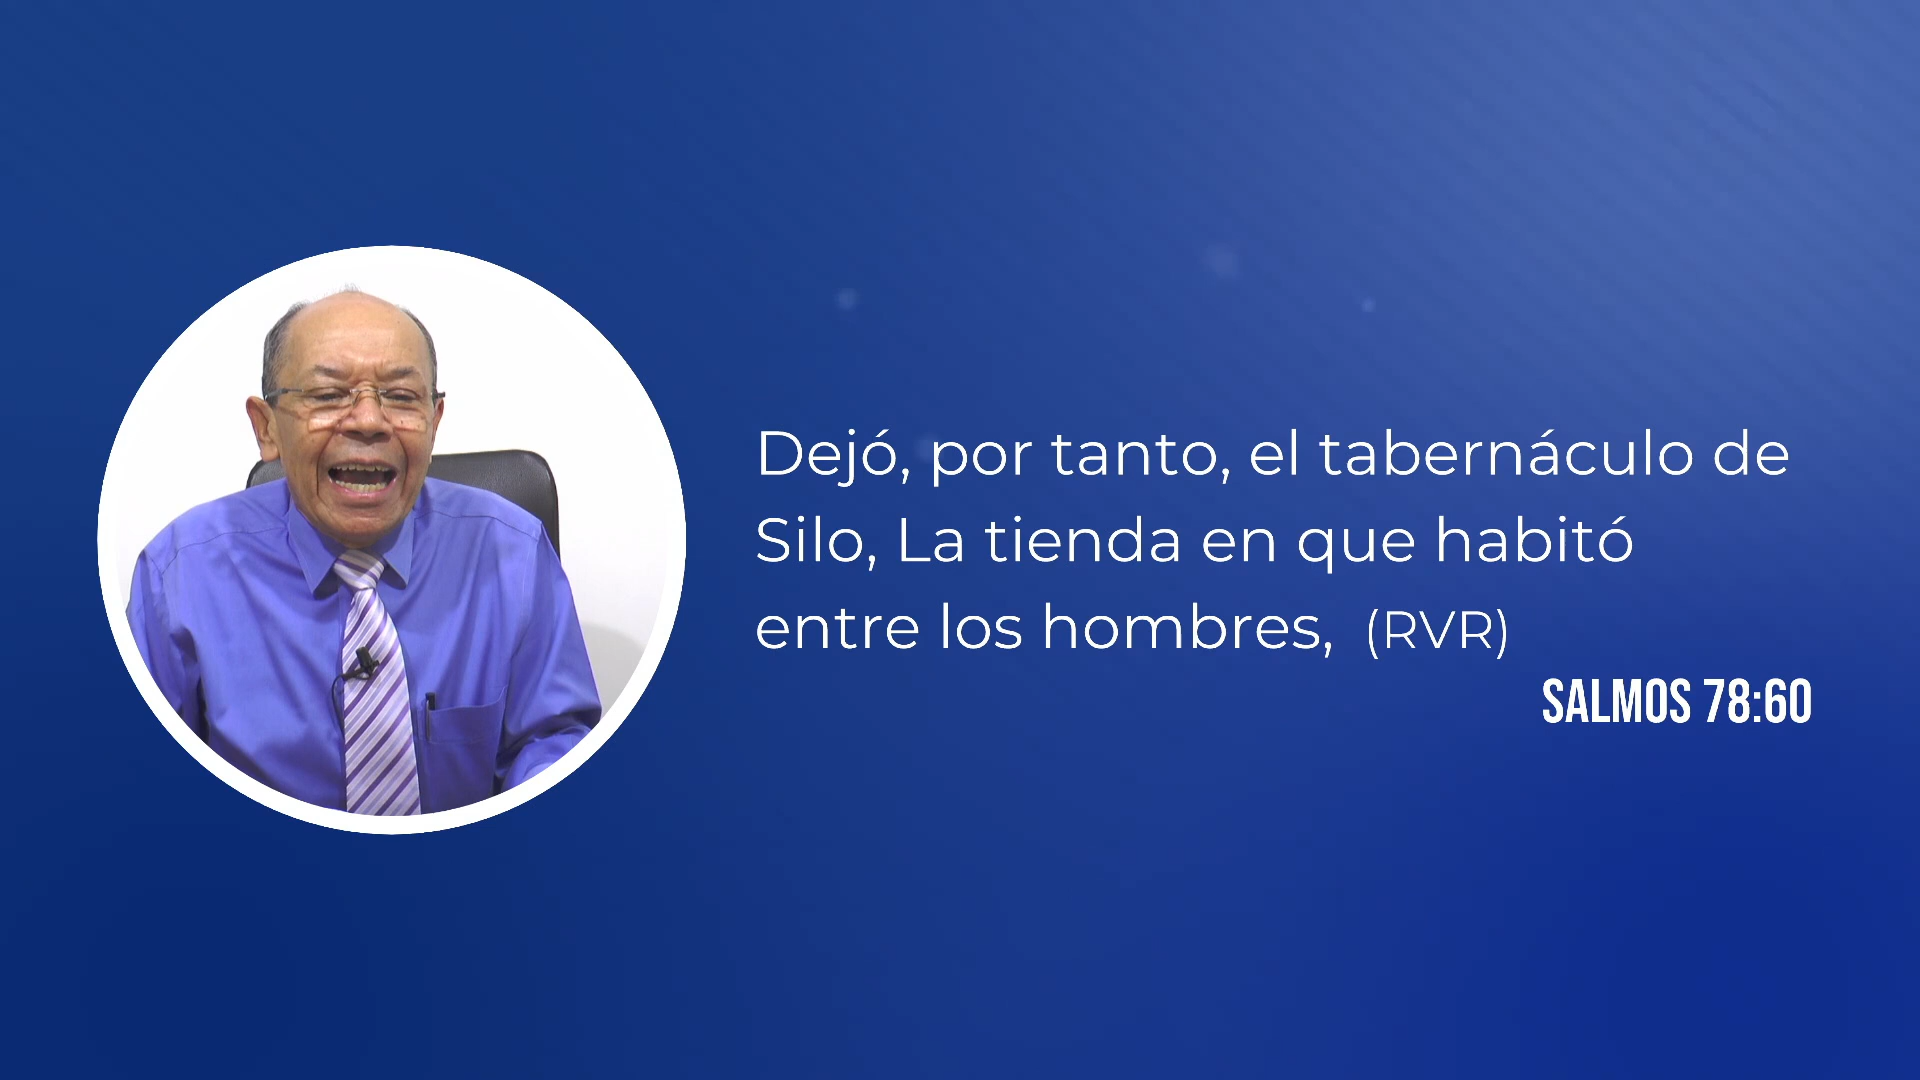 Dejó, por tanto, el tabernáculo de
Silo, La tienda en que habitó
entre los hombres, (RVR)
SALMOS 78:60